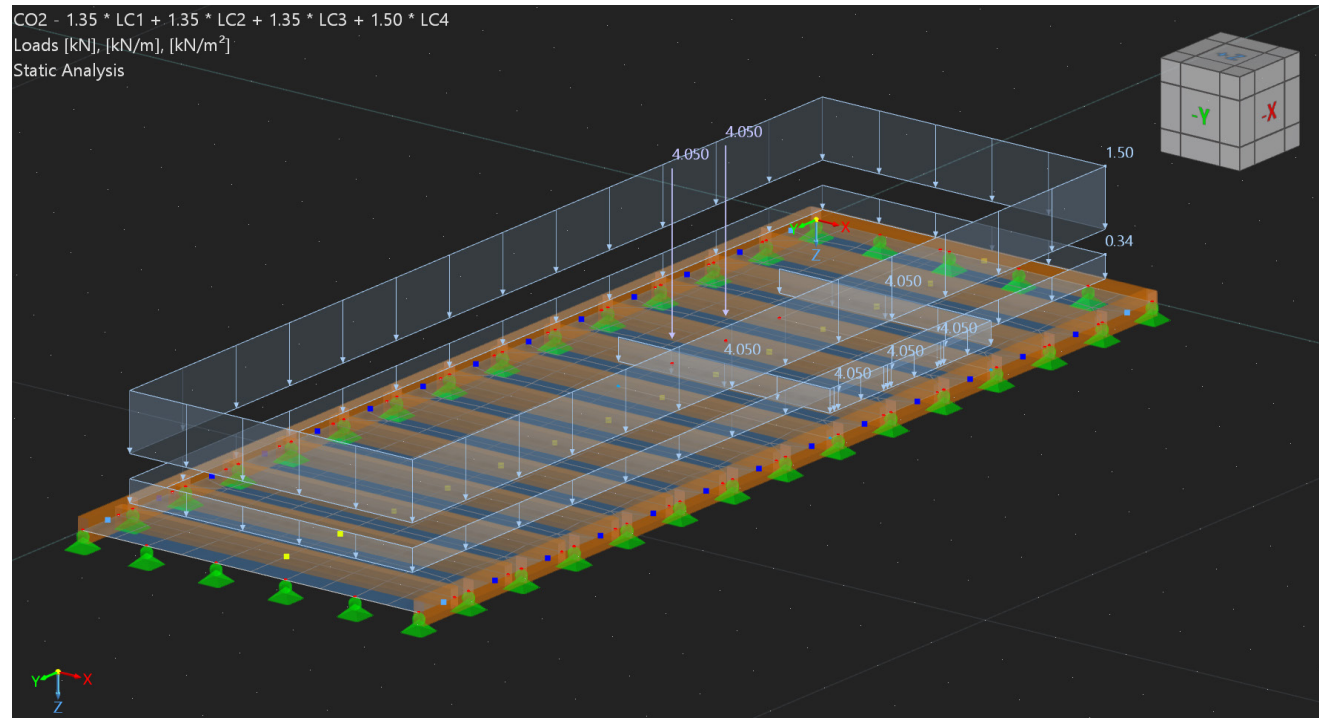 CO2 - 1.35 * LC1 + 1.35 * LC2 + 1.35 * LC3 + 1.50 * LC4
Loads [kN], [kN/m], [kN/m²]
Static Analysis
-Y
-X
4.050
4.050
1.50
0.34
X
Z
4.050
4.050
4.050
4.050
4.050
Y
X
Z